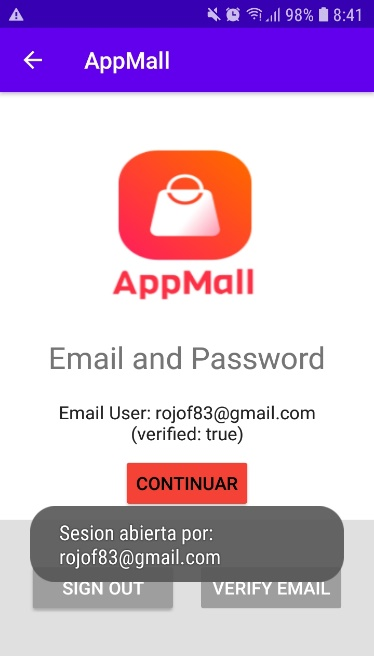 98% 8:41
AppMall
AppMall
Email and Password
Email User: rojof83@gmail.com
(verified: true)
CONTINUAR
Sesion abierta por:
rojof83@gmail.com
SIGN OUT VERIFY EMAIL